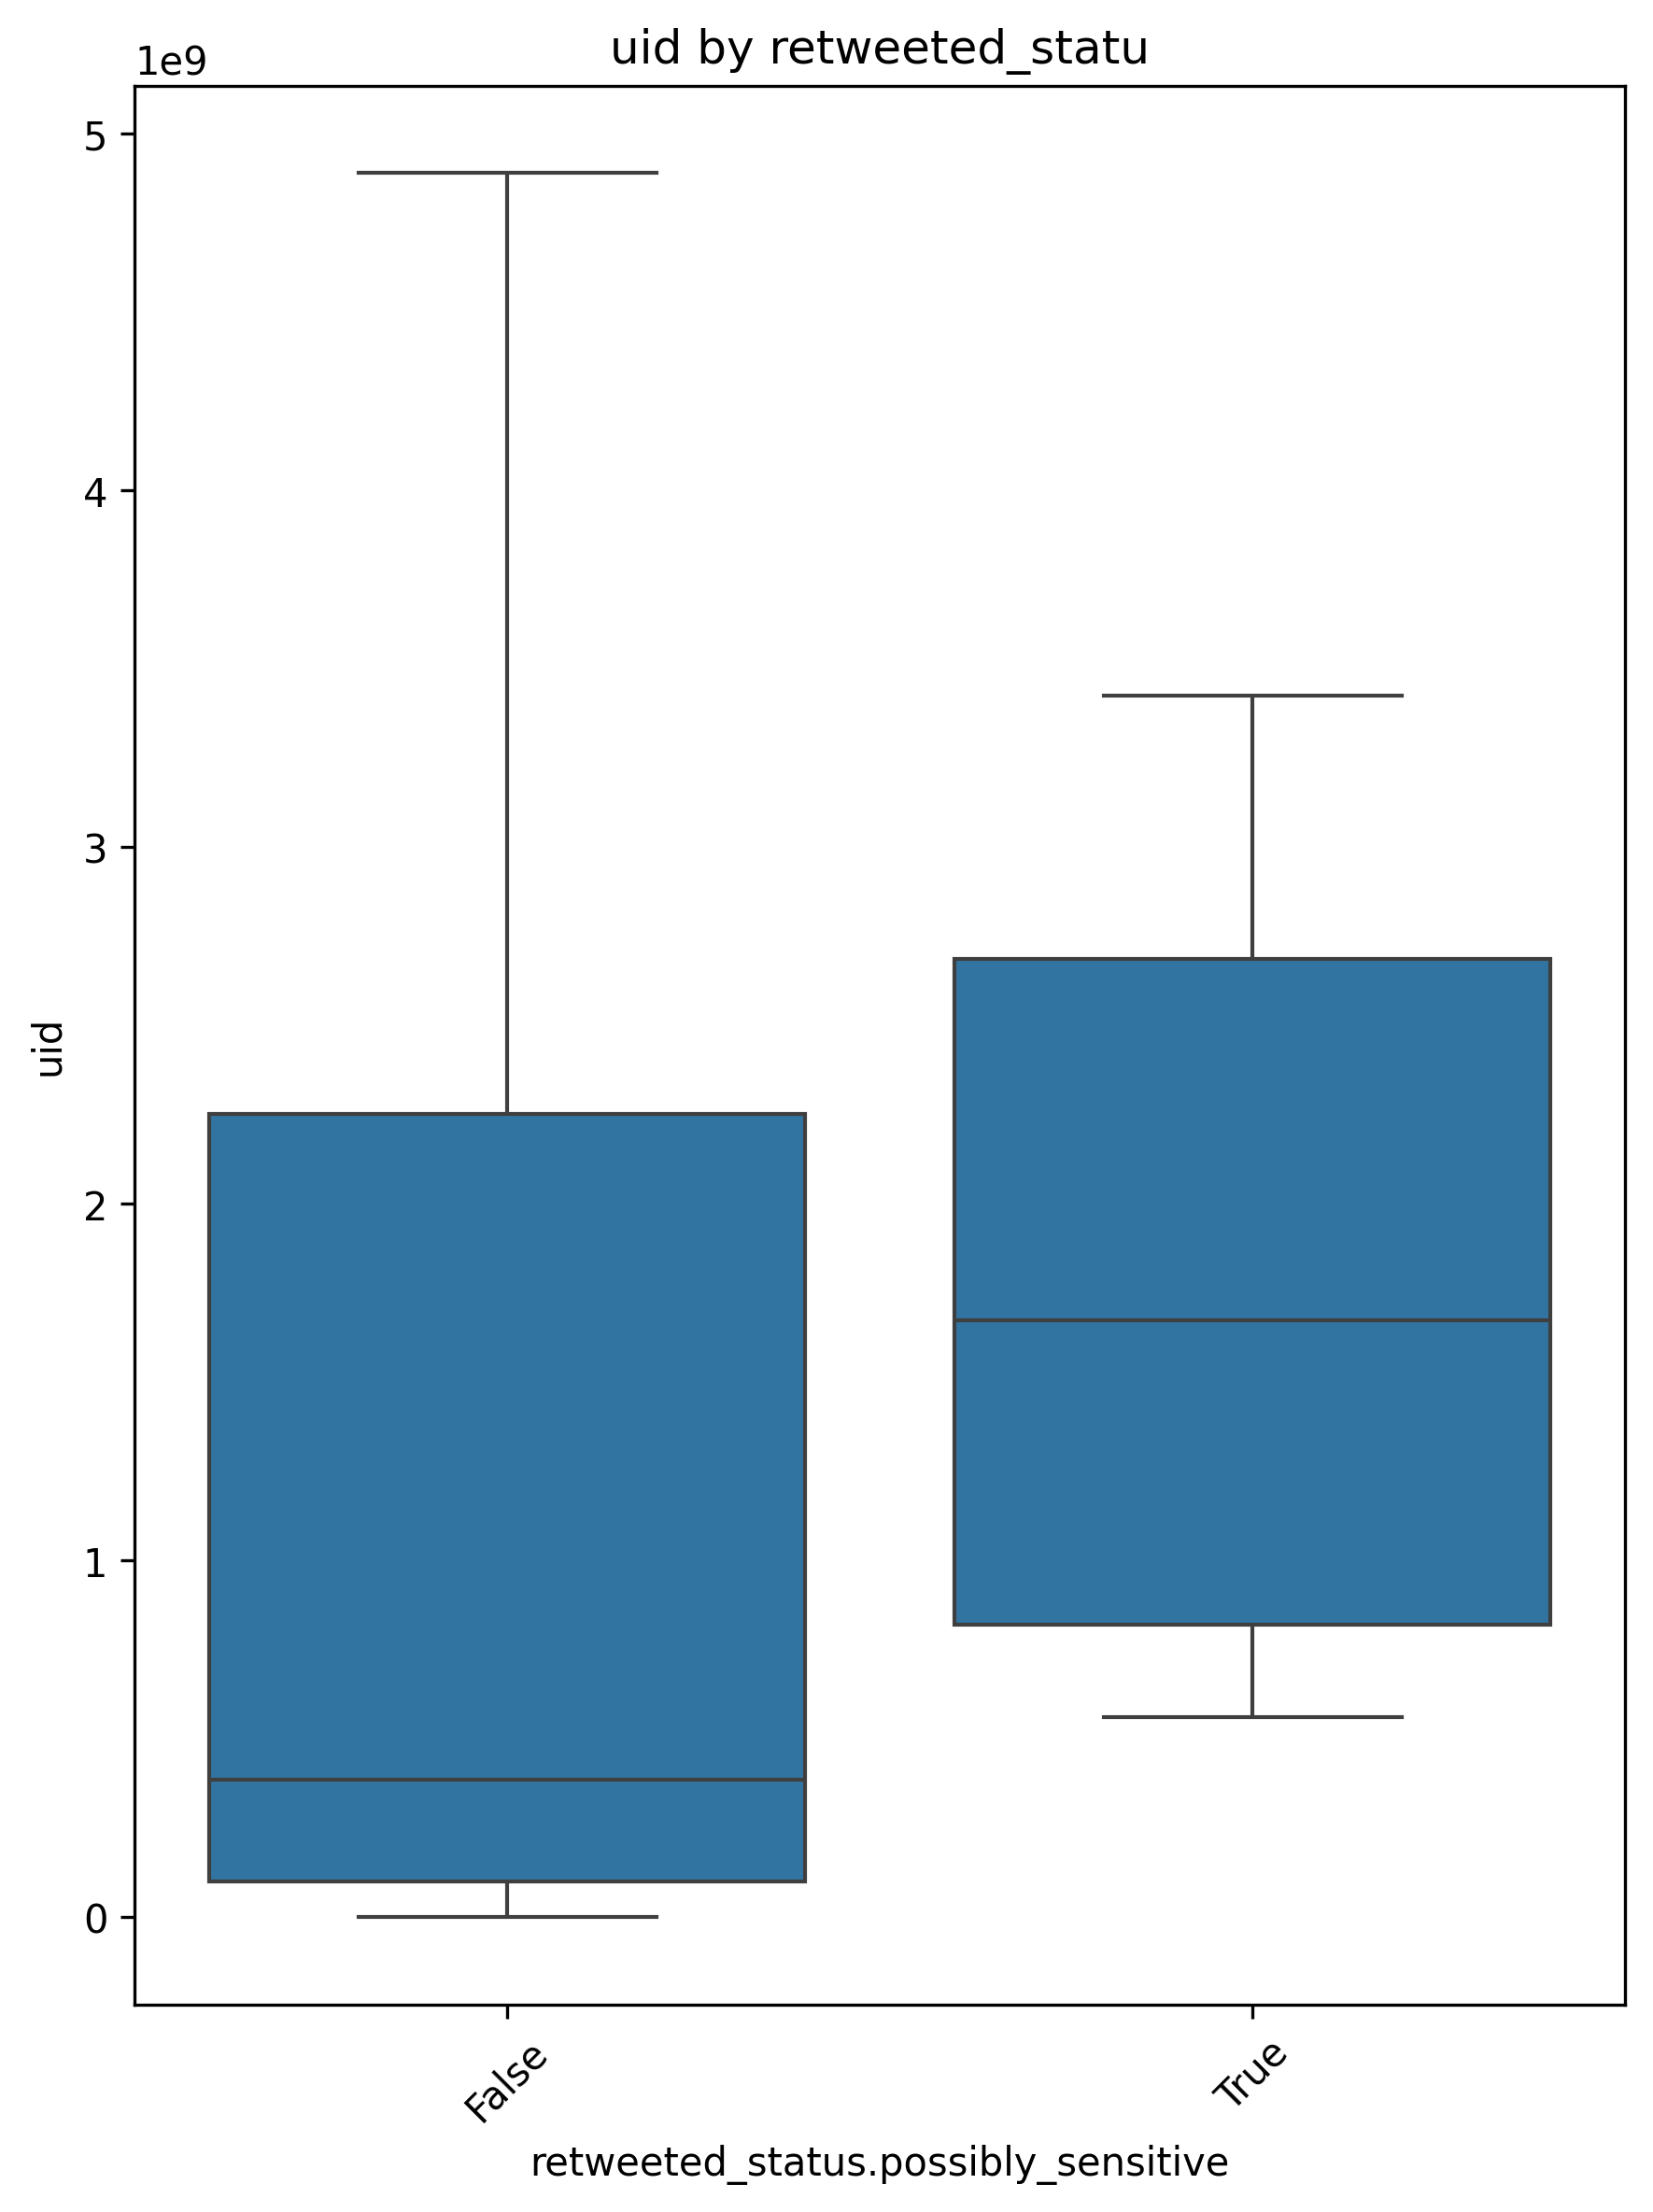 uid by retweeted_statu
1e9
5
4
3
2
1
0
uid
False
True
retweeted_status.possibly_sensitive